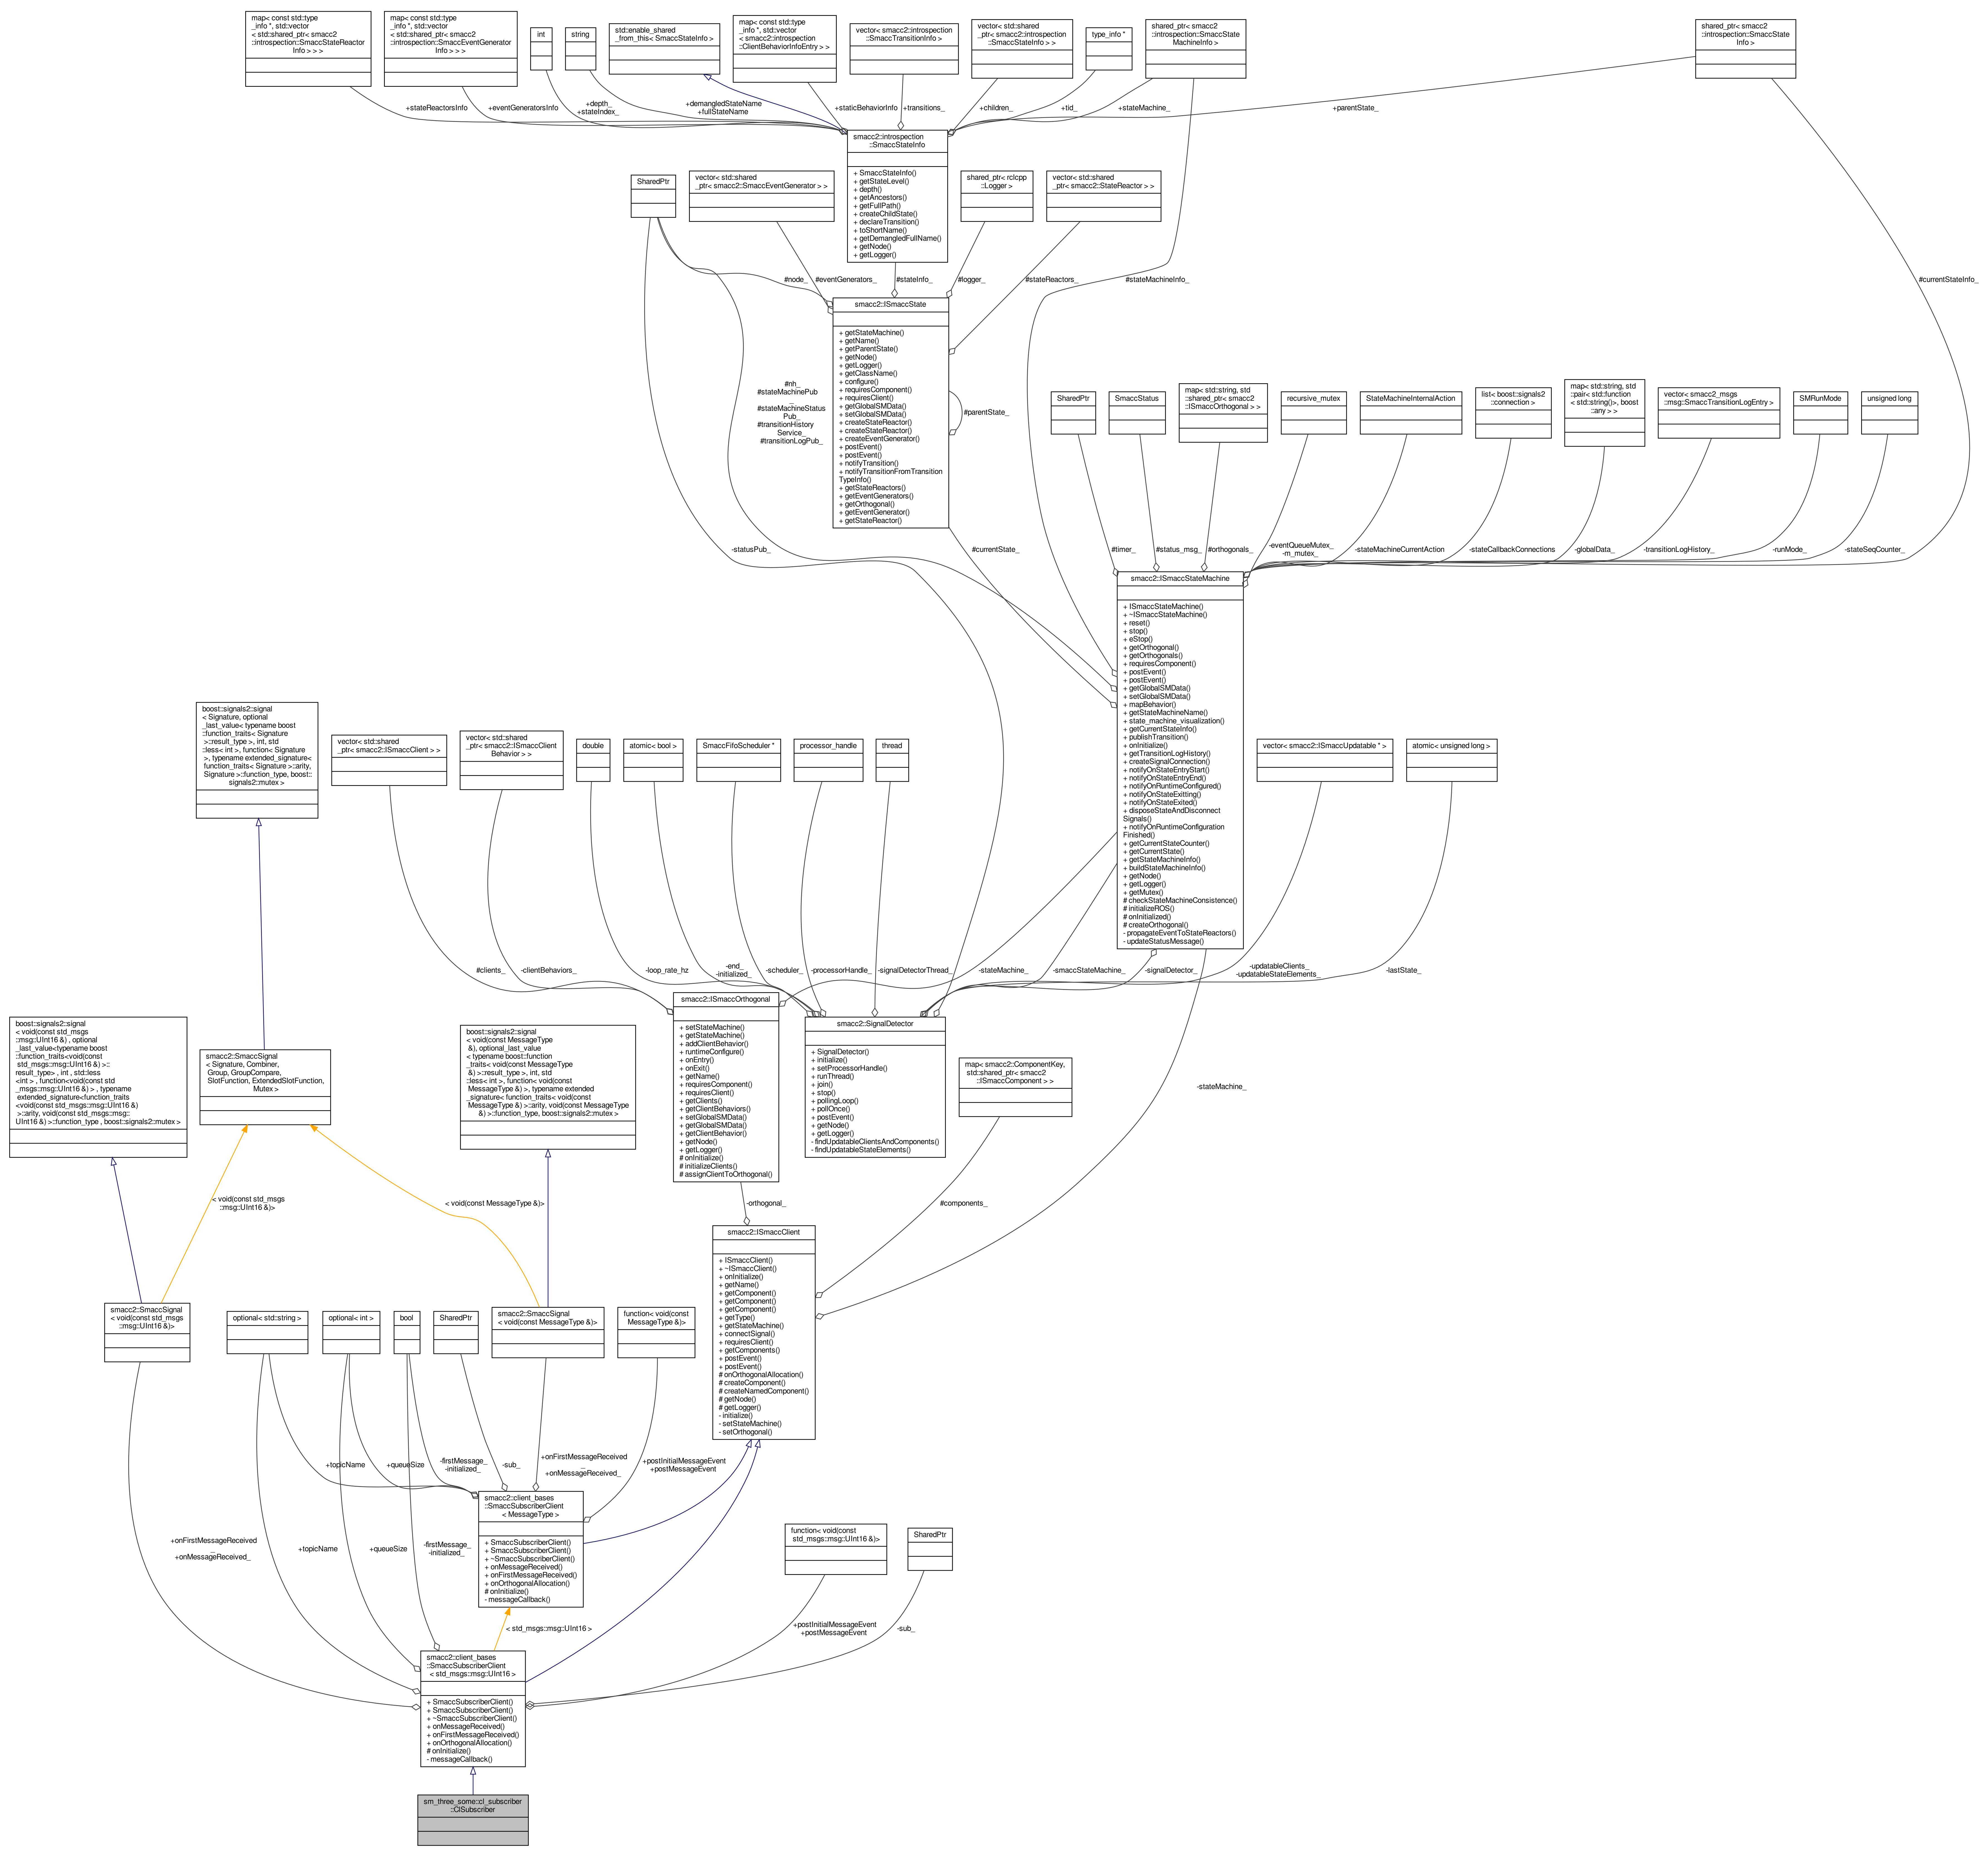 map< const std::type
_info *, std::vector
< std::shared_ptr< smacc2
::introspection::SmaccStateReactor
Info > > >
map< const std::type
_info *, std::vector
< std::shared_ptr< smacc2
::introspection::SmaccEventGenerator
Info > > >
int
string
std::enable_shared
_from_this< SmaccStateInfo >
map< const std::type
_info *, std::vector
< smacc2::introspection
::ClientBehaviorInfoEntry > >
vector< smacc2::introspection
::SmaccTransitionInfo >
vector< std::shared
_ptr< smacc2::introspection
::SmaccStateInfo > >
type_info *
shared_ptr< smacc2
::introspection::SmaccState
MachineInfo >
shared_ptr< smacc2
::introspection::SmaccState
Info >
+stateReactorsInfo
+eventGeneratorsInfo
+depth_
+stateIndex_
+demangledStateName
+fullStateName
+staticBehaviorInfo
+transitions_
+children_
+tid_
+stateMachine_
+parentState_
smacc2::introspection
::SmaccStateInfo
+ SmaccStateInfo()
+ getStateLevel()
+ depth()
+ getAncestors()
+ getFullPath()
+ createChildState()
+ declareTransition()
+ toShortName()
+ getDemangledFullName()
+ getNode()
+ getLogger()
SharedPtr
vector< std::shared
_ptr< smacc2::SmaccEventGenerator > >
shared_ptr< rclcpp
::Logger >
vector< std::shared
_ptr< smacc2::StateReactor > >
#node_
#eventGenerators_
#stateInfo_
#logger_
#stateReactors_
#stateMachineInfo_
#currentStateInfo_
smacc2::ISmaccState
+ getStateMachine()
+ getName()
+ getParentState()
+ getNode()
+ getLogger()
+ getClassName()
+ configure()
+ requiresComponent()
+ requiresClient()
+ getGlobalSMData()
+ setGlobalSMData()
+ createStateReactor()
+ createStateReactor()
+ createEventGenerator()
+ postEvent()
+ postEvent()
+ notifyTransition()
+ notifyTransitionFromTransition
TypeInfo()
+ getStateReactors()
+ getEventGenerators()
+ getOrthogonal()
+ getEventGenerator()
+ getStateReactor()
#parentState_
#nh_
#stateMachinePub
_
#stateMachineStatus
Pub_
#transitionHistory
Service_
#transitionLogPub_
SharedPtr
SmaccStatus
map< std::string, std
::shared_ptr< smacc2
::ISmaccOrthogonal > >
recursive_mutex
StateMachineInternalAction
list< boost::signals2
::connection >
map< std::string, std
::pair< std::function
< std::string()>, boost
::any > >
vector< smacc2_msgs
::msg::SmaccTransitionLogEntry >
SMRunMode
unsigned long
-statusPub_
#currentState_
#timer_
#status_msg_
#orthogonals_
-eventQueueMutex_
-m_mutex_
-stateMachineCurrentAction
-stateCallbackConnections
-globalData_
-transitionLogHistory_
-runMode_
-stateSeqCounter_
smacc2::ISmaccStateMachine
+ ISmaccStateMachine()
+ ~ISmaccStateMachine()
+ reset()
+ stop()
+ eStop()
+ getOrthogonal()
+ getOrthogonals()
+ requiresComponent()
+ postEvent()
+ postEvent()
+ getGlobalSMData()
+ setGlobalSMData()
+ mapBehavior()
+ getStateMachineName()
+ state_machine_visualization()
+ getCurrentStateInfo()
+ publishTransition()
+ onInitialize()
+ getTransitionLogHistory()
+ createSignalConnection()
+ notifyOnStateEntryStart()
+ notifyOnStateEntryEnd()
+ notifyOnRuntimeConfigured()
+ notifyOnStateExitting()
+ notifyOnStateExited()
+ disposeStateAndDisconnect
Signals()
+ notifyOnRuntimeConfiguration
Finished()
+ getCurrentStateCounter()
+ getCurrentState()
+ getStateMachineInfo()
+ buildStateMachineInfo()
+ getNode()
+ getLogger()
+ getMutex()
# checkStateMachineConsistence()
# initializeROS()
# onInitialized()
# createOrthogonal()
- propagateEventToStateReactors()
- updateStatusMessage()
boost::signals2::signal
< Signature, optional
_last_value< typename boost
::function_traits< Signature
>::result_type >, int, std
::less< int >, function< Signature
>, typename extended_signature<
function_traits< Signature >::arity,
Signature >::function_type, boost::
signals2::mutex >
vector< std::shared
_ptr< smacc2::ISmaccClient > >
vector< std::shared
_ptr< smacc2::ISmaccClient
Behavior > >
double
atomic< bool >
SmaccFifoScheduler *
processor_handle
thread
vector< smacc2::ISmaccUpdatable * >
atomic< unsigned long >
#clients_
-clientBehaviors_
-loop_rate_hz
-end_
-initialized_
-scheduler_
-processorHandle_
-signalDetectorThread_
-stateMachine_
-smaccStateMachine_
-signalDetector_
-updatableClients_
-updatableStateElements_
-lastState_
smacc2::ISmaccOrthogonal
+ setStateMachine()
+ getStateMachine()
+ addClientBehavior()
+ runtimeConfigure()
+ onEntry()
+ onExit()
+ getName()
+ requiresComponent()
+ requiresClient()
+ getClients()
+ getClientBehaviors()
+ setGlobalSMData()
+ getGlobalSMData()
+ getClientBehavior()
+ getNode()
+ getLogger()
# onInitialize()
# initializeClients()
# assignClientToOrthogonal()
smacc2::SignalDetector
+ SignalDetector()
+ initialize()
+ setProcessorHandle()
+ runThread()
+ join()
+ stop()
+ pollingLoop()
+ pollOnce()
+ postEvent()
+ getNode()
+ getLogger()
- findUpdatableClientsAndComponents()
- findUpdatableStateElements()
map< smacc2::ComponentKey,
std::shared_ptr< smacc2
::ISmaccComponent > >
-stateMachine_
boost::signals2::signal
< void(const std_msgs
::msg::UInt16 &) , optional
_last_value<typename boost
::function_traits<void(const
std_msgs::msg::UInt16 &) >::
result_type> , int , std::less
<int > , function<void(const std
_msgs::msg::UInt16 &) > , typename
extended_signature<function_traits
<void(const std_msgs::msg::UInt16 &)
>::arity, void(const std_msgs::msg::
UInt16 &) >::function_type , boost::signals2::mutex >
smacc2::SmaccSignal
< Signature, Combiner,
Group, GroupCompare,
SlotFunction, ExtendedSlotFunction,
Mutex >
boost::signals2::signal
< void(const MessageType
&), optional_last_value
< typename boost::function
_traits< void(const MessageType
&) >::result_type >, int, std
::less< int >, function< void(const
MessageType &) >, typename extended
_signature< function_traits< void(const
MessageType &) >::arity, void(const MessageType
&) >::function_type, boost::signals2::mutex >
< void(const std_msgs
::msg::UInt16 &)>
< void(const MessageType &)>
-orthogonal_
#components_
smacc2::ISmaccClient
+ ISmaccClient()
+ ~ISmaccClient()
+ onInitialize()
+ getName()
+ getComponent()
+ getComponent()
+ getComponent()
+ getType()
+ getStateMachine()
+ connectSignal()
+ requiresClient()
+ getComponents()
+ postEvent()
+ postEvent()
# onOrthogonalAllocation()
# createComponent()
# createNamedComponent()
# getNode()
# getLogger()
- initialize()
- setStateMachine()
- setOrthogonal()
smacc2::SmaccSignal
< void(const std_msgs
::msg::UInt16 &)>
optional< std::string >
optional< int >
bool
SharedPtr
smacc2::SmaccSignal
< void(const MessageType &)>
function< void(const
MessageType &)>
+topicName
+queueSize
-firstMessage_
-initialized_
-sub_
+onFirstMessageReceived
_
+onMessageReceived_
+postInitialMessageEvent
+postMessageEvent
smacc2::client_bases
::SmaccSubscriberClient
< MessageType >
+ SmaccSubscriberClient()
+ SmaccSubscriberClient()
+ ~SmaccSubscriberClient()
+ onMessageReceived()
+ onFirstMessageReceived()
+ onOrthogonalAllocation()
# onInitialize()
- messageCallback()
function< void(const
std_msgs::msg::UInt16 &)>
SharedPtr
+onFirstMessageReceived
_
+onMessageReceived_
+topicName
+queueSize
-firstMessage_
-initialized_
< std_msgs::msg::UInt16 >
+postInitialMessageEvent
+postMessageEvent
-sub_
smacc2::client_bases
::SmaccSubscriberClient
< std_msgs::msg::UInt16 >
+ SmaccSubscriberClient()
+ SmaccSubscriberClient()
+ ~SmaccSubscriberClient()
+ onMessageReceived()
+ onFirstMessageReceived()
+ onOrthogonalAllocation()
# onInitialize()
- messageCallback()
sm_three_some::cl_subscriber
::ClSubscriber